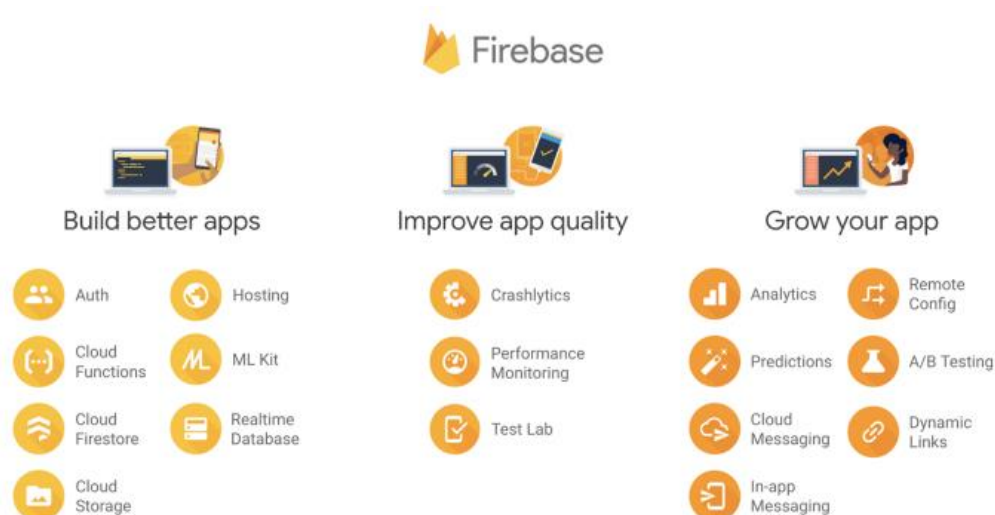 Firebase
Build better apps
Auth
Hosting
Cloud
Functions
ML Kit
Cloud
Firestore
Realtime
Database
Cloud
Storage
Improve app quality
Crashlytics
Performance
Monitoring
Test Lab
Grow your app
Analytics
Remote
Config
Predictions
A/B Testing
Cloud
Messaging
Dynamic
Links
In-app
Messaging